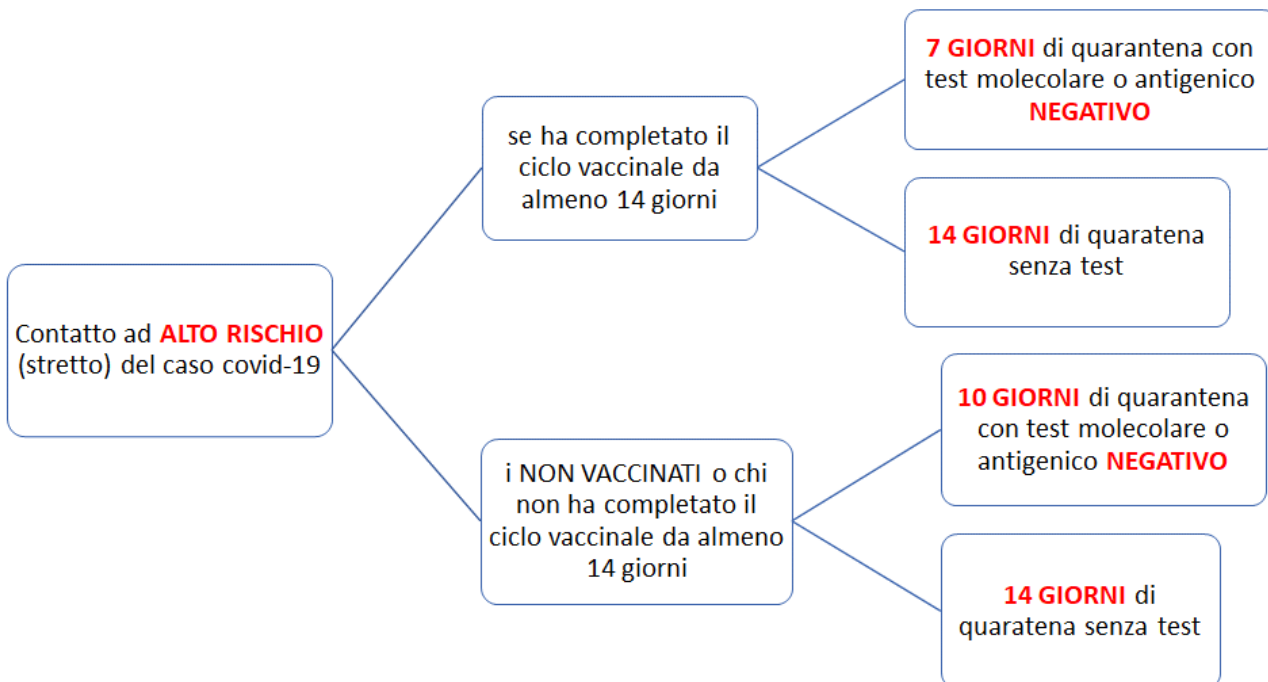 Contatto ad ALTO RISCHIO
(stretto) del caso covid-19
se ha completato il
ciclo vaccinale da
almeno 14 giorni
7 GIORNI di quarantena con
test molecolare o antigenico
NEGATIVO
14 GIORNI di quaratena
senza test
i NON VACCINATI o chi
non ha completato il
ciclo vaccinale da almeno
14 giorni
10 GIORNI di quarantena
con test molecolare o
antigenico NEGATIVO
14 GIORNI di
quaratena senza test